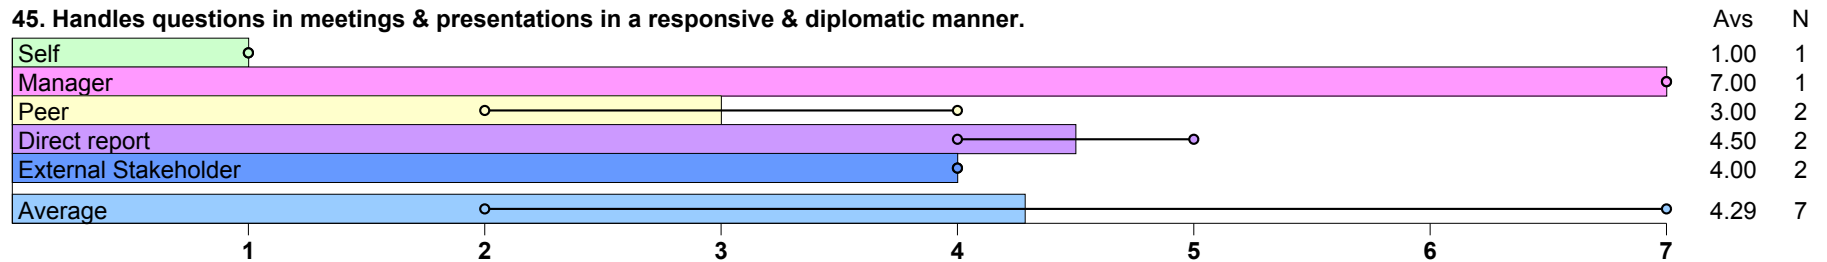 45. Handles questions in meetings & presentations in a responsive & diplomatic manner. Avs N
Self 1.00 1
Manager 7.00 1
Peer 3.00 2
Direct report 4.50 2
External Stakeholder 4.00 2
Average 4.29 7
1 2 3 4 5 6 7